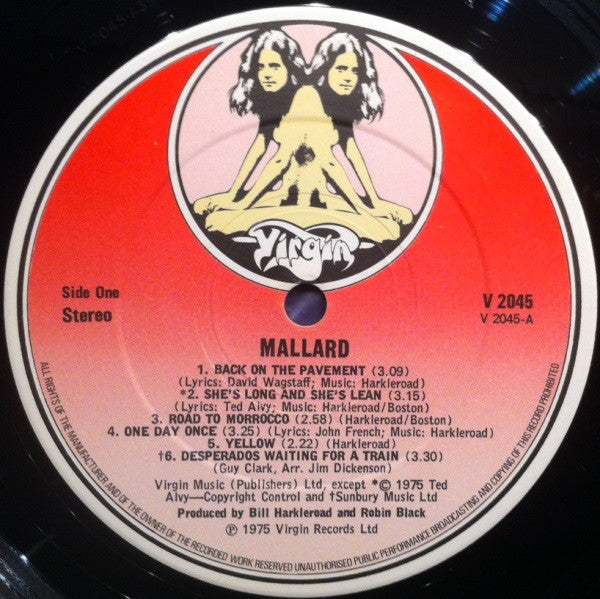 Virgin
Side One
Stereo
V 2045
V 2045-A
MALLARD
1. BACK ON THE PAVEMENT (3.09)
(Lyrics: David Wagstaff; Music: Harkleroad)
*2. SHE'S LONG AND SHE'S LEAN (3.15)
(Lyrics: Ted Alvy; Music: Harkleroad/Boston)
3. ROAD TO MORROCCO (2.58) (Harkleroad/Boston)
4. ONE DAY ONCE (3.25) (Lyrics: John French; Music: Harkleroad)
5. YELLOW (2.22) (Harkleroad)
†6. DESPERADOS WAITING FOR A TRAIN (3.30)
(Guy Clark, Arr. Jim Dickenson)
Virgin Music (Publishers) Ltd, except *© 1975 Ted
Alvy—Copyright Control and †Sunbury Music Ltd
Produced by Bill Harkleroad and Robin Black
℗ 1975 Virgin Records Ltd
ALL RIGHTS OF THE MANUFACTURER AND OF THE OWNER OF THE RECORDED WORK RESERVED UNAUTHORISED PUBLIC PERFORMANCE BROADCASTING AND COPYING OF THIS RECORD PROHIBITED